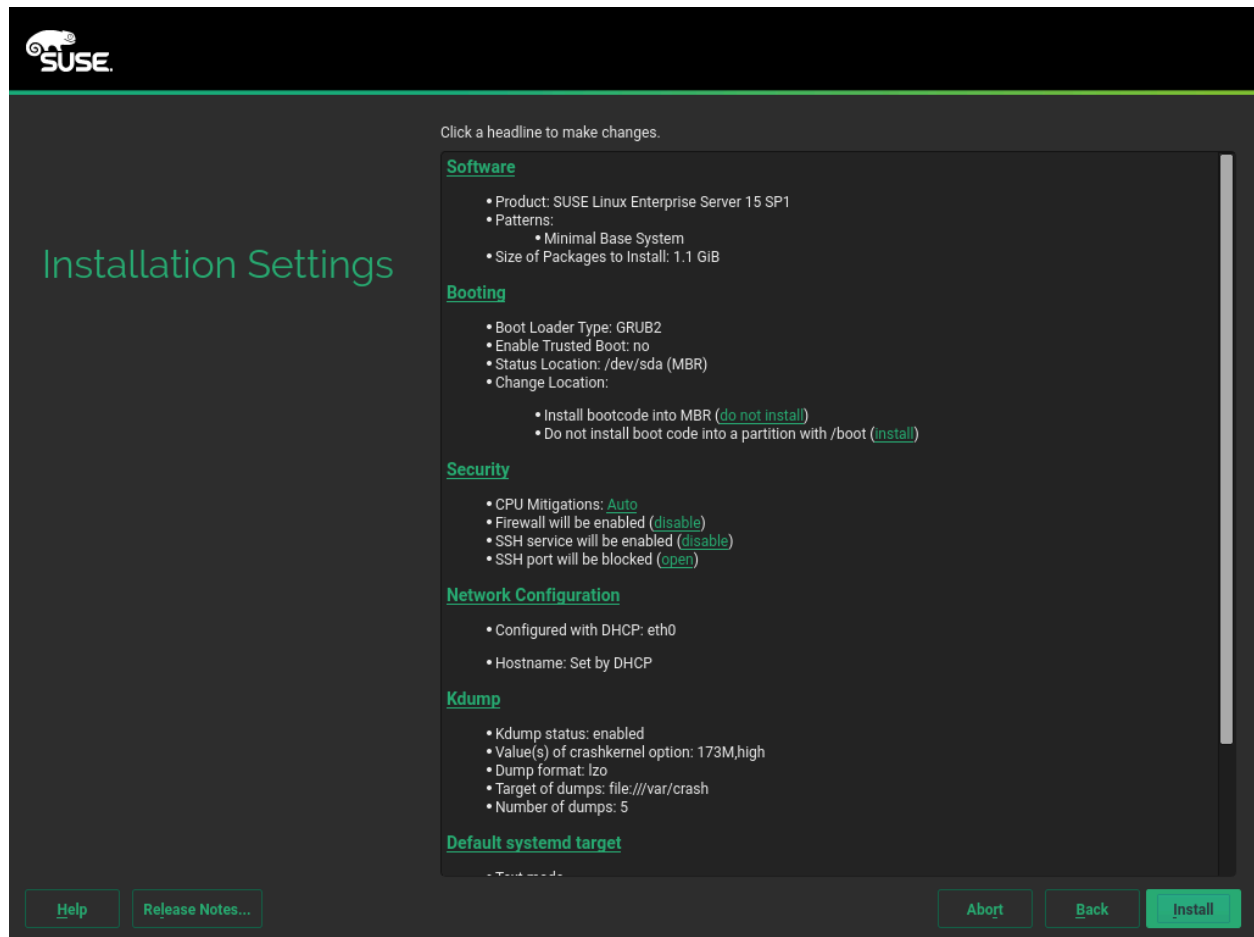 SUSE.
Click a headline to make changes.
Installation Settings
Software
• Product: SUSE Linux Enterprise Server 15 SP1
• Patterns:
• Minimal Base System
• Size of Packages to Install: 1.1 GiB
Booting
• Boot Loader Type: GRUB2
• Enable Trusted Boot: no
• Status Location: /dev/sda (MBR)
• Change Location:
• Install bootcode into MBR (do not install)
• Do not install boot code into a partition with /boot (install)
Security
• CPU Mitigations: Auto
• Firewall will be enabled (disable)
• SSH service will be enabled (disable)
• SSH port will be blocked (open)
Network Configuration
• Configured with DHCP: eth0
• Hostname: Set by DHCP
Kdump
• Kdump status: enabled
• Value(s) of crashkernel option: 173M,high
• Dump format: lzo
• Target of dumps: file:///var/crash
• Number of dumps: 5
Default systemd target
• Text mode
Help
Release Notes...
Abort
Back
Install